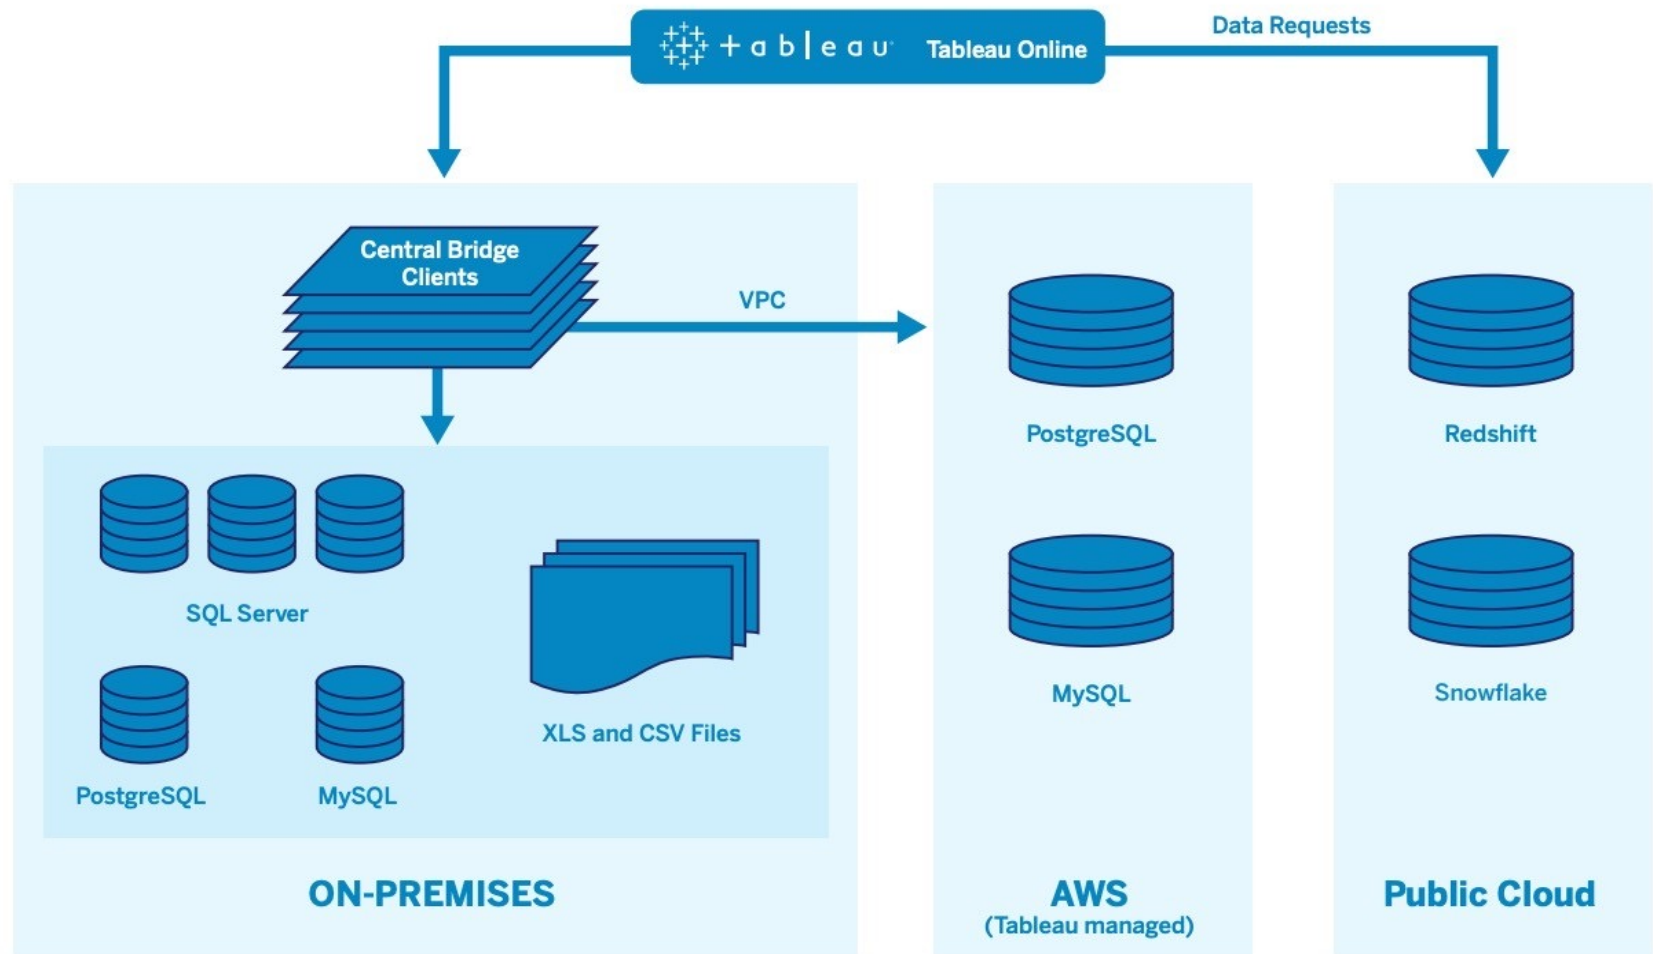 +ableau Tableau Online
Data Requests
Central Bridge
Clients
VPC
SQL Server
PostgreSQL
MySQL
XLS and CSV Files
ON-PREMISES
PostgreSQL
MySQL
AWS
(Tableau managed)
Redshift
Snowflake
Public Cloud